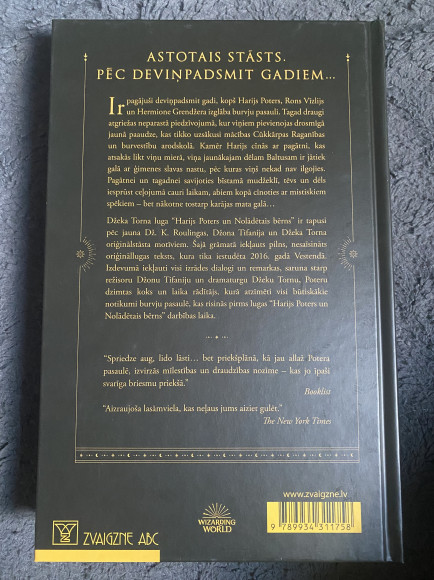 ASTOTAIS STĀSTS.
PĒC DEVIŅPADSMIT GADIEM...
Ir pagājuši deviņpadsmit gadi, kopš Harijs Poters, Rons Vīzlijs
un Hermione Grendžera izglāba burvju pasauli. Tagad draugi
atgriežas neparastā piedzīvojumā, kur viņiem pievienojas drosmīgā
jaunā paaudze, kas tikko uzsākusi mācības Cūkkārpas Raganības
un burvestību arodskolā. Kamēr Harijs cīnās ar pagātni, kas
atsakās likt viņu mierā, viņa jaunākajam dēlam Baltusam ir jātiek
galā ar ģimenes slavas nastu, pēc kuras viņš nekad nav ilgojies.
Pagātnei un tagadnei savijoties bīstamā mudžeklī, tēvs un dēls
iesprūst ceļojumā cauri laikam, abiem kopā cīnoties ar mistiskiem
spēkiem – bet nākotne tostarp karājas mata galā...
Džeka Torna luga "Harijs Poters un Nolādētais bērns" ir tapusi
pēc jauna Dž. K. Roulingas, Džona Tifanija un Džeka Torna
oriģinālstāsta motīviem. Šajā grāmatā iekļauts pilns, nesaīsināts
oriģināllugas teksts, kura tika iestudēta 2016. gadā Vestendā.
Izdevumā iekļauti visi izrādes dialogi un remarkas, saruna starp
režisoru Džonu Tifaniju un dramaturgu Džeku Tornu, Poteru
dzimtas koks un laika rādītājs, kurā atzīmēti visi būtiskākie
notikumi burvju pasaulē, kas risinās pirms lugas "Harijs Poters un
Nolādētais bērns" darbības laika.
"Spriedze aug, lido lāsti... bet priekšplānā, kā jau allaž Potera
pasaulē, izvirzās mīlestības un draudzības nozīme – kas jo īpaši
svarīga briesmu priekšā."
Booklist
"Aizraujoša lasāmviela, kas neļaus jums aiziet gulēt."
The New York Times
ZVAIGZNE ABC
WIZARDING
WORLD
www.zvaigzne.lv
9 789934 311758